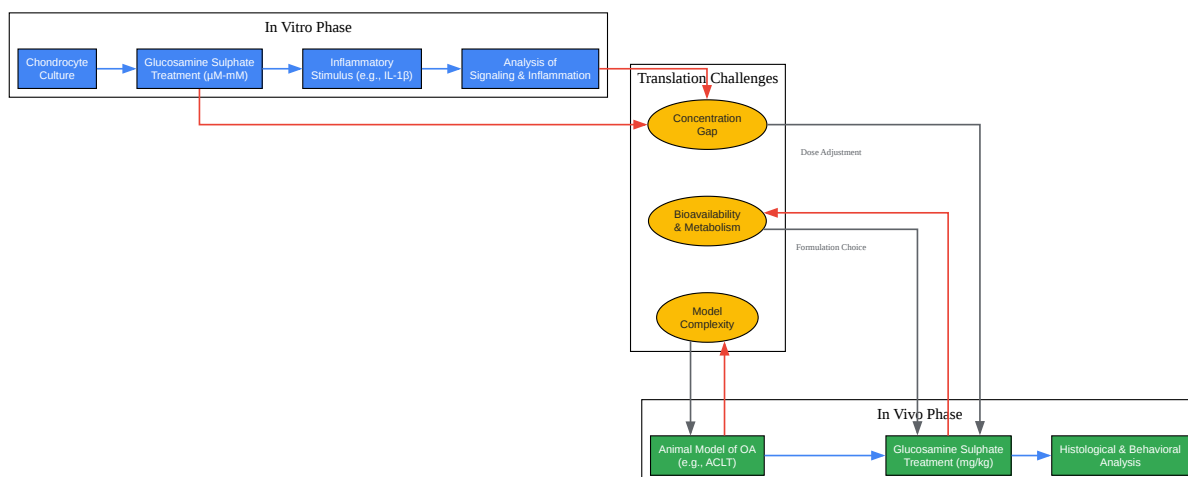 In Vitro Phase
Chondrocyte
Culture
Glucosamine Sulphate
Treatment (µM-mM)
Inflammatory
Stimulus (e.g., IL-1β)
Analysis of
Signaling & Inflammation
Translation Challenges
Concentration
Gap
Dose Adjustment
Bioavailability
& Metabolism
Formulation Choice
Model
Complexity
In Vivo Phase
Animal Model of OA
(e.g., ACLT)
Glucosamine Sulphate
Treatment (mg/kg)
Histological & Behavioral
Analysis